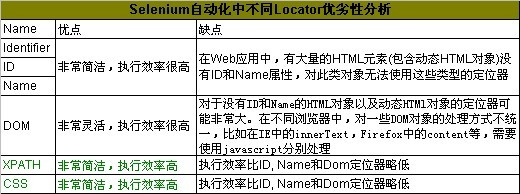 Selenium自动化中不同Locator优劣性分析
Name 优点 缺点
Identifier
ID
Name
非常简洁，执行效率很高
在Web应用中，有大量的HTML元素(包含动态HTML对象)没
有ID和Name属性，对此类对象无法使用这些类型的定位器
DOM 非常灵活，执行效率很高
对于没有ID和Name的HTML对象以及动态HTML对象的定位器可
能非常大。在不同浏览器中，对一些DOM对象的处理方式不统
一，比如在IE中的innerText，Firefox中的content等，需要
使用javascript分别处理
XPATH 非常简洁，执行效率高 执行效率比ID, Name和Dom定位器略低
CSS 非常简洁，执行效率高 执行效率比ID, Name和Dom定位器略低